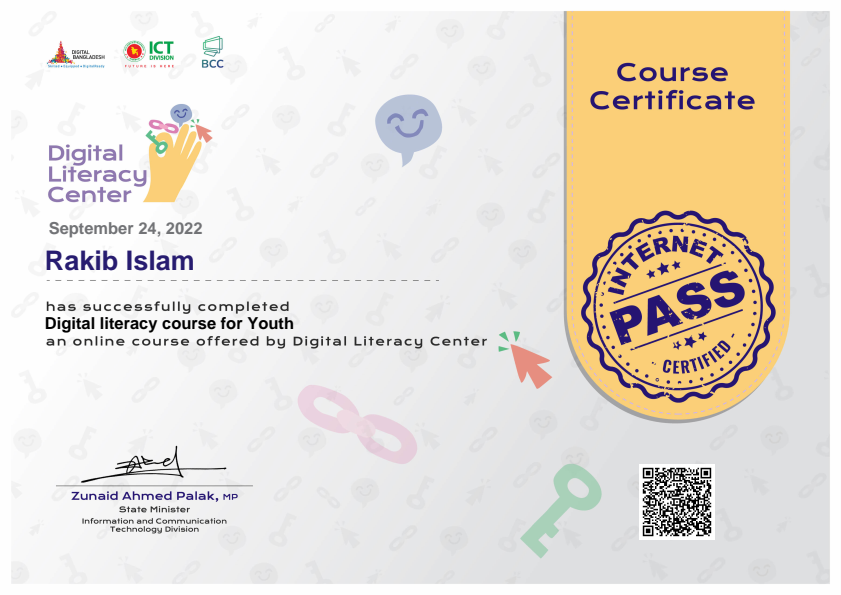 DIGITAL
BANGLADESH
ICT
DIVISION
FUTURE IS HERE
BCC
Course
Certificate
Digital
Literacy
Center
September 24, 2022
Rakib Islam
has successfully completed
Digital literacy course for Youth
an online course offered by Digital Literacy Center
INTERNET
PASS
- CERTIFIED -
Zunaid Ahmed Palak, MP
State Minister
Information and Communication
Technology Division